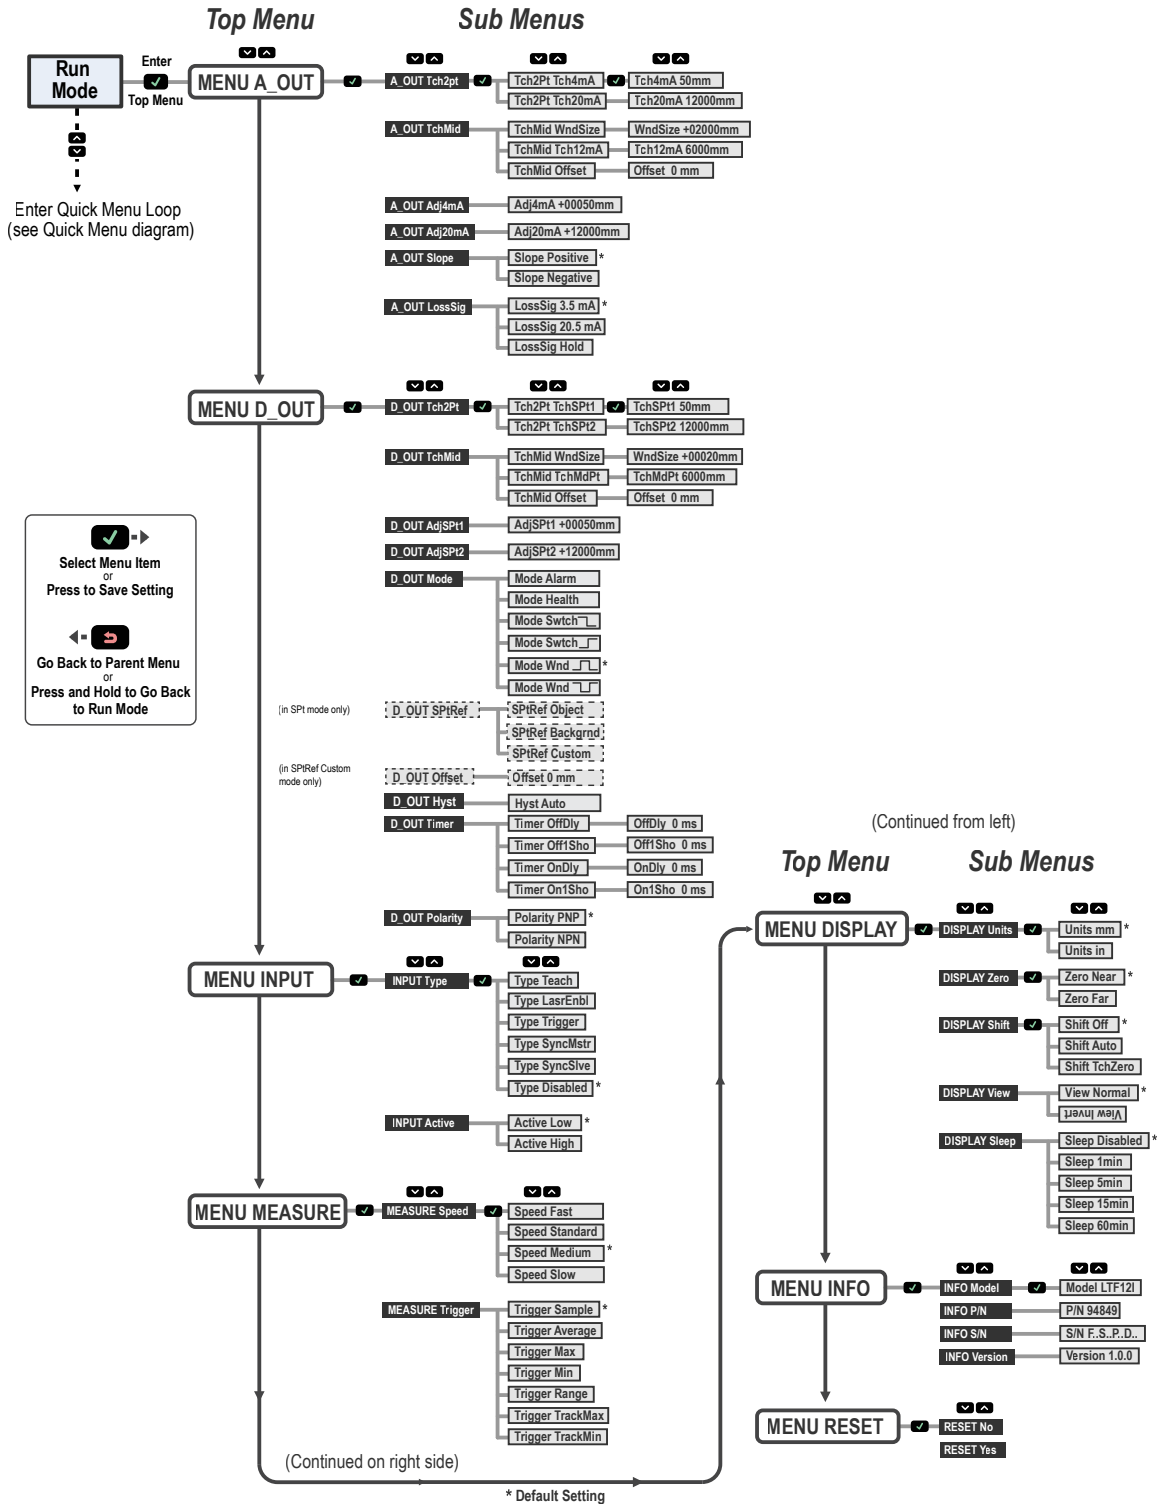 Top Menu
Sub Menus
Run
Mode
Enter
Top Menu
MENU A_OUT
A_OUT Tch2pt
Tch2Pt Tch4mA
Tch4mA 50mm
Tch2Pt Tch20mA
Tch20mA 12000mm
A_OUT TchMid
TchMid WndSize
WndSize +02000mm
TchMid Tch12mA
Tch12mA 6000mm
TchMid Offset
Offset 0 mm
Enter Quick Menu Loop
(see Quick Menu diagram)
A_OUT Adj4mA
Adj4mA +00050mm
A_OUT Adj20mA
Adj20mA +12000mm
A_OUT Slope
Slope Positive *
Slope Negative
A_OUT LossSig
LossSig 3.5 mA *
LossSig 20.5 mA
LossSig Hold
MENU D_OUT
D_OUT Tch2Pt
Tch2Pt TchSPt1
TchSPt1 50mm
Tch2Pt TchSPt2
TchSPt2 12000mm
D_OUT TchMid
TchMid WndSize
WndSize +00020mm
TchMid TchMdPt
TchMdPt 6000mm
TchMid Offset
Offset 0 mm
D_OUT AdjSPt1
AdjSPt1 +00050mm
D_OUT AdjSPt2
AdjSPt2 +12000mm
D_OUT Mode
Mode Alarm
Mode Health
Mode Swtch
Mode Swtch
Mode Wnd *
Mode Wnd
Select Menu Item
or
Press to Save Setting
Go Back to Parent Menu
or
Press and Hold to Go Back
to Run Mode
(in SPt mode only)
D_OUT SPtRef
SPtRef Object
SPtRef Backgrnd
SPtRef Custom
(in SPtRef Custom
mode only)
D_OUT Offset
Offset 0 mm
D_OUT Hyst
Hyst Auto
D_OUT Timer
Timer OffDly
OffDly 0 ms
Timer Off1Sho
Off1Sho 0 ms
Timer OnDly
OnDly 0 ms
Timer On1Sho
On1Sho 0 ms
D_OUT Polarity
Polarity PNP *
Polarity NPN
MENU INPUT
INPUT Type
Type Teach
Type LasrEnbl
Type Trigger
Type SyncMstr
Type SyncSlve
Type Disabled *
INPUT Active
Active Low *
Active High
MENU MEASURE
MEASURE Speed
Speed Fast
Speed Standard
Speed Medium *
Speed Slow
MEASURE Trigger
Trigger Sample *
Trigger Average
Trigger Max
Trigger Min
Trigger Range
Trigger TrackMax
Trigger TrackMin
(Continued on right side)
* Default Setting
(Continued from left)
Top Menu
Sub Menus
MENU DISPLAY
DISPLAY Units
Units mm *
Units in
DISPLAY Zero
Zero Near *
Zero Far
DISPLAY Shift
Shift Off *
Shift Auto
Shift TchZero
DISPLAY View
View Normal *
View Invert
DISPLAY Sleep
Sleep Disabled *
Sleep 1min
Sleep 5min
Sleep 15min
Sleep 60min
MENU INFO
INFO Model
Model LTF12I
INFO P/N
P/N 94849
INFO S/N
S/N F..S..P..D..
INFO Version
Version 1.0.0
MENU RESET
RESET No
RESET Yes